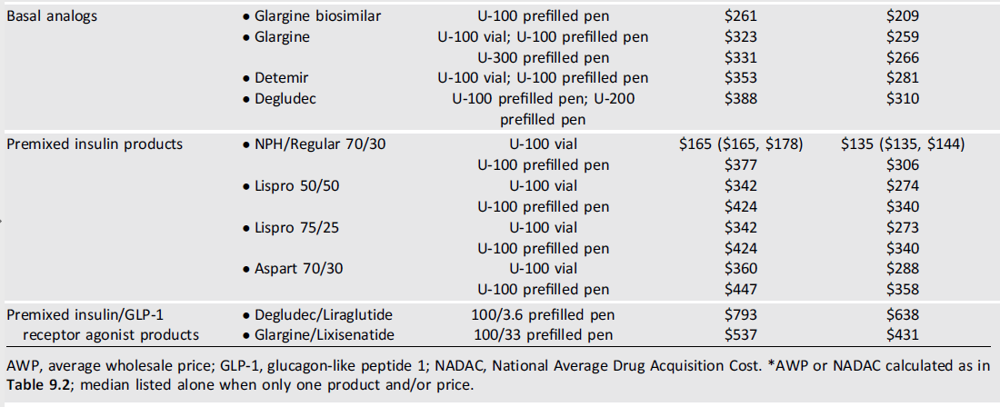 Basal analogs ● Glargine biosimilar U-100 prefilled pen $261 $209
● Glargine U-100 vial; U-100 prefilled pen $323 $259
U-300 prefilled pen $331 $266
● Detemir U-100 vial; U-100 prefilled pen $353 $281
● Degludec U-100 prefilled pen; U-200 $388 $310
prefilled pen
Premixed insulin products ● NPH/Regular 70/30 U-100 vial $165 ($165, $178) $135 ($135, $144)
U-100 prefilled pen $377 $306
● Lispro 50/50 U-100 vial $342 $274
U-100 prefilled pen $424 $340
● Lispro 75/25 U-100 vial $342 $273
U-100 prefilled pen $424 $340
● Aspart 70/30 U-100 vial $360 $288
U-100 prefilled pen $447 $358
Premixed insulin/GLP-1 ● Degludec/Liraglutide 100/3.6 prefilled pen $793 $638
receptor agonist products ● Glargine/Lixisenatide 100/33 prefilled pen $537 $431
AWP, average wholesale price; GLP-1, glucagon-like peptide 1; NADAC, National Average Drug Acquisition Cost. *AWP or NADAC calculated as in
Table 9.2; median listed alone when only one product and/or price.